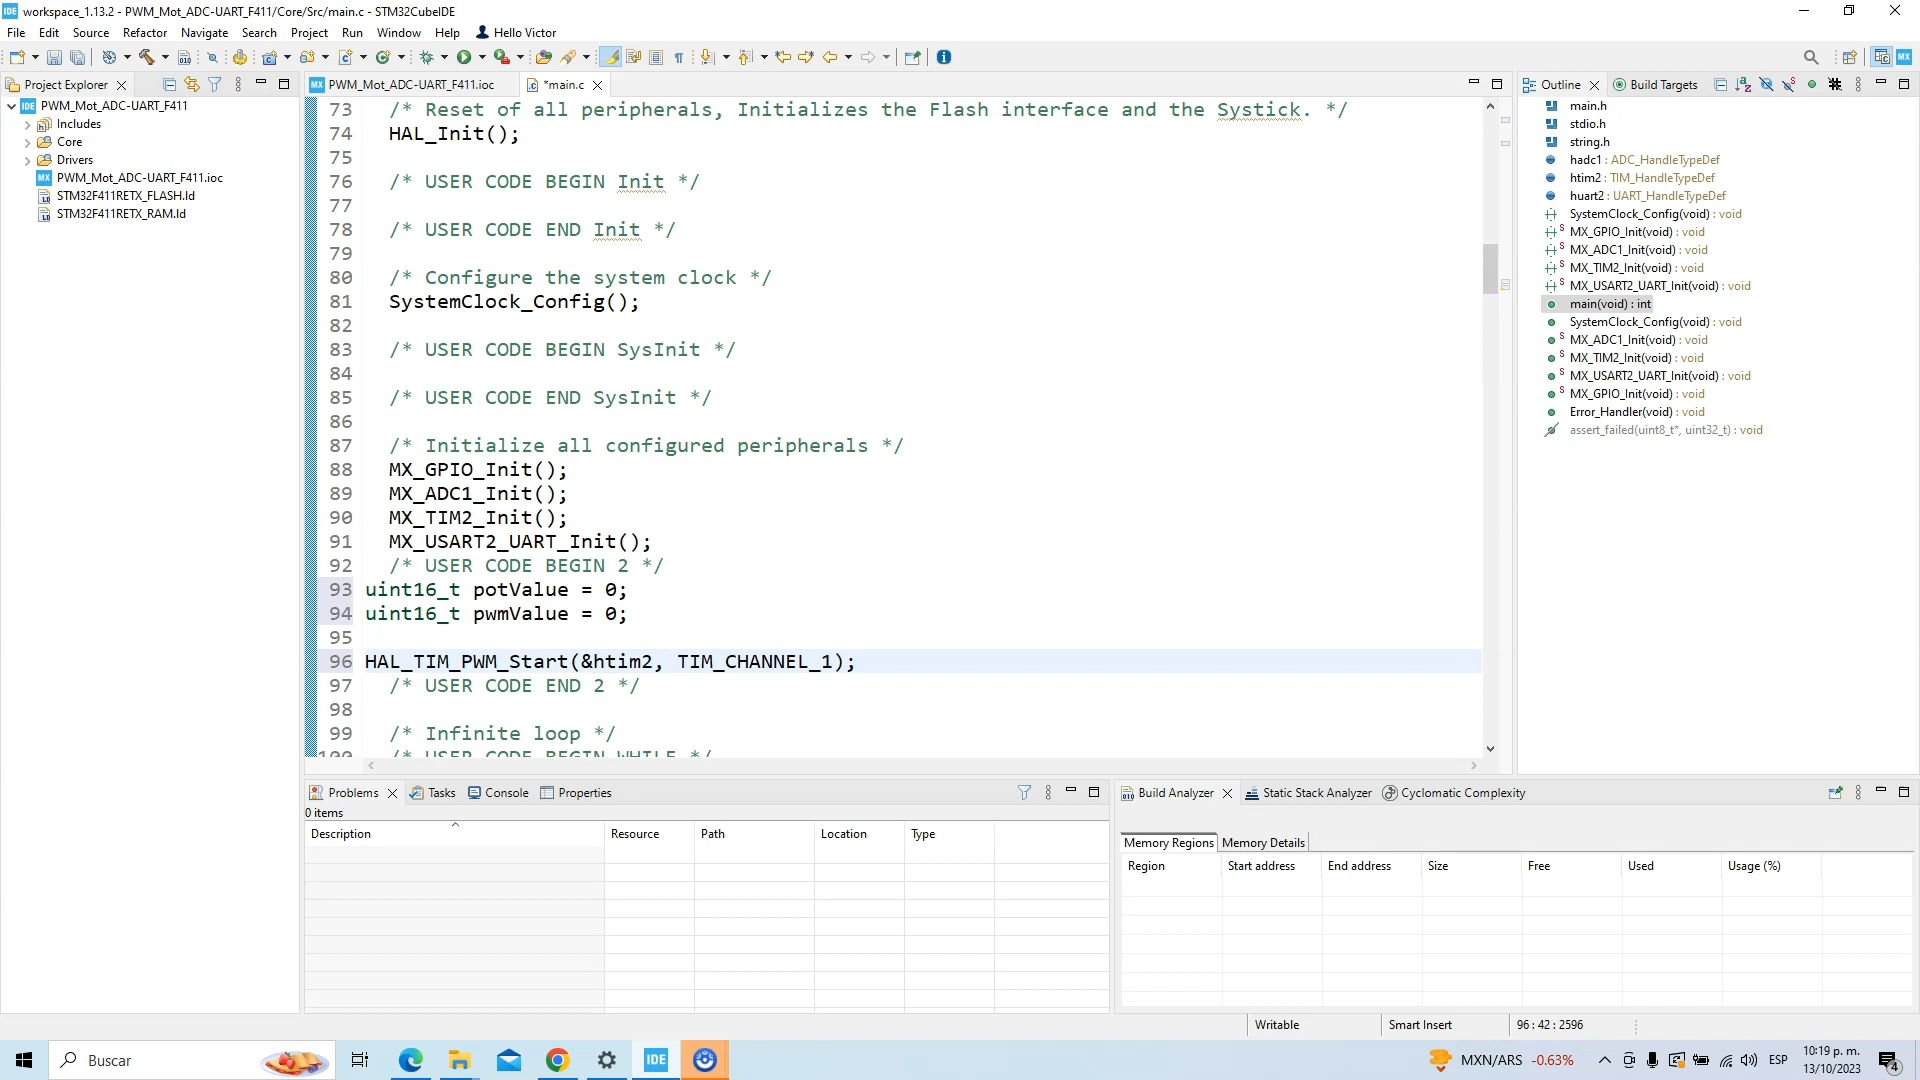 IDE workspace_1.13.2 - PWM_Mot_ADC-UART_F411/Core/Src/main.c - STM32CubeIDE
File Edit Source Refactor Navigate Search Project Run Window Help Hello Victor
Project Explorer
PWM_Mot_ADC-UART_F411
Includes
Core
Drivers
MX PWM_Mot_ADC-UART_F411.ioc
STM32F411RETX_FLASH.ld
STM32F411RETX_RAM.ld
MX PWM_Mot_ADC-UART_F411.ioc *main.c
73 /* Reset of all peripherals, Initializes the Flash interface and the Systick. */
74 HAL_Init();
75
76 /* USER CODE BEGIN Init */
77
78 /* USER CODE END Init */
79
80 /* Configure the system clock */
81 SystemClock_Config();
82
83 /* USER CODE BEGIN SysInit */
84
85 /* USER CODE END SysInit */
86
87 /* Initialize all configured peripherals */
88 MX_GPIO_Init();
89 MX_ADC1_Init();
90 MX_TIM2_Init();
91 MX_USART2_UART_Init();
92 /* USER CODE BEGIN 2 */
93 uint16_t potValue = 0;
94 uint16_t pwmValue = 0;
95
96 HAL_TIM_PWM_Start(&htim2, TIM_CHANNEL_1);
97 /* USER CODE END 2 */
98
99 /* Infinite loop */
100 /* USER CODE BEGIN WHILE */
Outline Build Targets
main.h
stdio.h
string.h
hadc1 : ADC_HandleTypeDef
htim2 : TIM_HandleTypeDef
huart2 : UART_HandleTypeDef
SystemClock_Config(void) : void
MX_GPIO_Init(void) : void
MX_ADC1_Init(void) : void
MX_TIM2_Init(void) : void
MX_USART2_UART_Init(void) : void
main(void) : int
SystemClock_Config(void) : void
MX_ADC1_Init(void) : void
MX_TIM2_Init(void) : void
MX_USART2_UART_Init(void) : void
MX_GPIO_Init(void) : void
Error_Handler(void) : void
assert_failed(uint8_t*, uint32_t) : void
Problems Tasks Console Properties
0 items
Description Resource Path Location Type
Build Analyzer Static Stack Analyzer Cyclomatic Complexity
Memory Regions Memory Details
Region Start address End address Size Free Used Usage (%)
Writable Smart Insert 96 : 42 : 2596
Buscar
IDE
MXN/ARS -0.63%
ESP
10:19 p. m.
13/10/2023
4